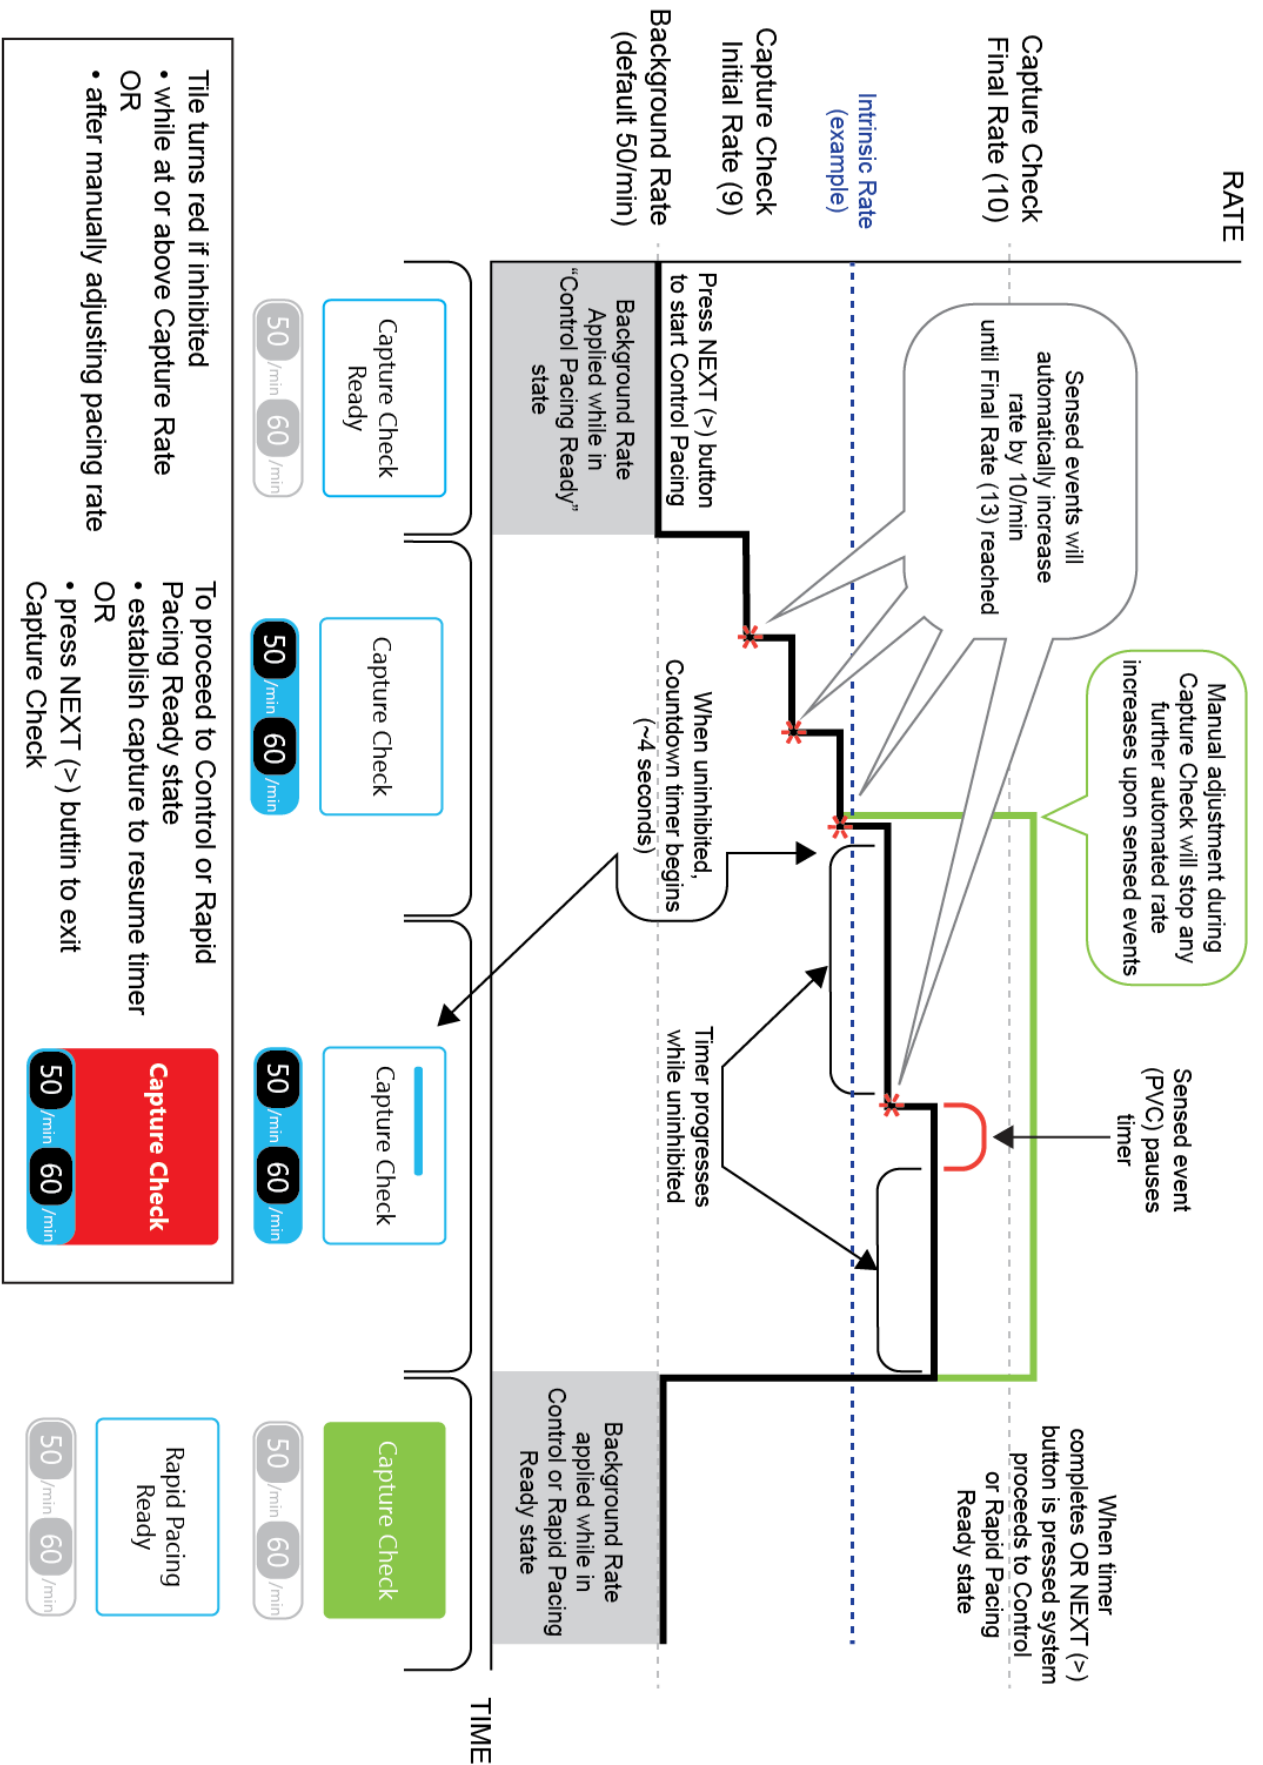 RATE
Capture Check
Final Rate (10)
Intrinsic Rate
(example)
Capture Check
Initial Rate (9)
Background Rate
(default 50/min)
Sensed events will
automatically increase
rate by 10/min
until Final Rate (13) reached
Manual adjustment during
Capture Check will stop any
further automated rate
increases upon sensed events
Sensed event
(PVC) pauses
timer
When timer
completes OR NEXT (>)
button is pressed system
proceeds to Control
or Rapid Pacing
Ready state
Press NEXT (>) button
to start Control Pacing
When uninhibited,
Countdown timer begins
(~4 seconds)
Timer progresses
while uninhibited
Background Rate
Applied while in
“Control Pacing Ready”
state
Background Rate
applied while in
Control or Rapid Pacing
Ready state
TIME
Capture Check
Ready
50 /min 60 /min
Capture Check
50 /min 60 /min
Capture Check
50 /min 60 /min
Capture Check
50 /min 60 /min
Tile turns red if inhibited
• while at or above Capture Rate
OR
• after manually adjusting pacing rate
To proceed to Control or Rapid
Pacing Ready state
• establish capture to resume timer
OR
• press NEXT (>) buttin to exit
Capture Check
Capture Check
50 /min 60 /min
Rapid Pacing
Ready
50 /min 60 /min